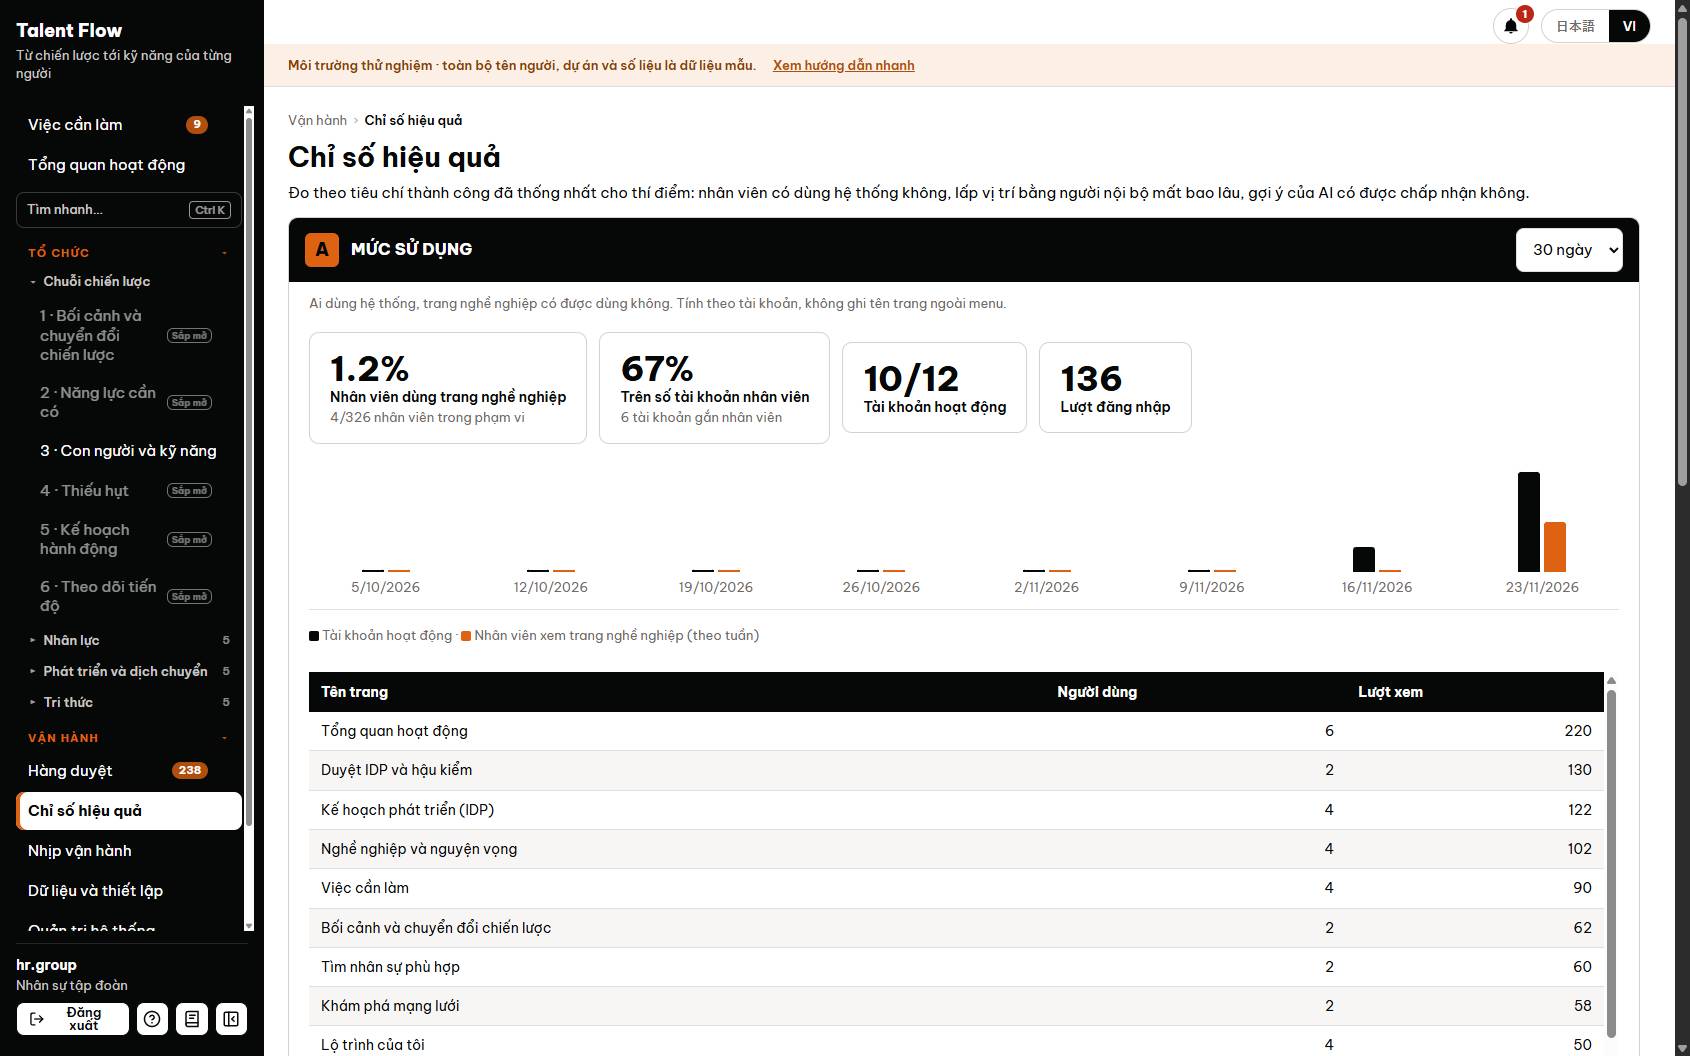 Talent Flow
Từ chiến lược tới kỹ năng của từng
người
Việc cần làm 9
Tổng quan hoạt động
Tìm nhanh... Ctrl K
TỔ CHỨC
Chuỗi chiến lược
1 · Bối cảnh và
chuyển đổi
chiến lược
Sắp mở
2 · Năng lực cần
có
Sắp mở
3 · Con người và kỹ năng
4 · Thiếu hụt Sắp mở
5 · Kế hoạch
hành động
Sắp mở
6 · Theo dõi tiến
độ
Sắp mở
Nhân lực 5
Phát triển và dịch chuyển 5
Tri thức 5
VẬN HÀNH
Hàng duyệt 238
Chỉ số hiệu quả
Nhịp vận hành
Dữ liệu và thiết lập
Quản trị hệ thống
hr.group
Nhân sự tập đoàn
Đăng
xuất
1
日本語 VI
Môi trường thử nghiệm · toàn bộ tên người, dự án và số liệu là dữ liệu mẫu. Xem hướng dẫn nhanh
Vận hành › Chỉ số hiệu quả
Chỉ số hiệu quả
Đo theo tiêu chí thành công đã thống nhất cho thí điểm: nhân viên có dùng hệ thống không, lấp vị trí bằng người nội bộ mất bao lâu, gợi ý của AI có được chấp nhận không.
A MỨC SỬ DỤNG 30 ngày
Ai dùng hệ thống, trang nghề nghiệp có được dùng không. Tính theo tài khoản, không ghi tên trang ngoài menu.
1.2%
Nhân viên dùng trang nghề nghiệp
4/326 nhân viên trong phạm vi
67%
Trên số tài khoản nhân viên
6 tài khoản gắn nhân viên
10/12
Tài khoản hoạt động
136
Lượt đăng nhập
5/10/2026 12/10/2026 19/10/2026 26/10/2026 2/11/2026 9/11/2026 16/11/2026 23/11/2026
Tài khoản hoạt động · Nhân viên xem trang nghề nghiệp (theo tuần)
Tên trang Người dùng Lượt xem
Tổng quan hoạt động 6 220
Duyệt IDP và hậu kiểm 2 130
Kế hoạch phát triển (IDP) 4 122
Nghề nghiệp và nguyện vọng 4 102
Việc cần làm 4 90
Bối cảnh và chuyển đổi chiến lược 2 62
Tìm nhân sự phù hợp 2 60
Khám phá mạng lưới 2 58
Lộ trình của tôi 4 50